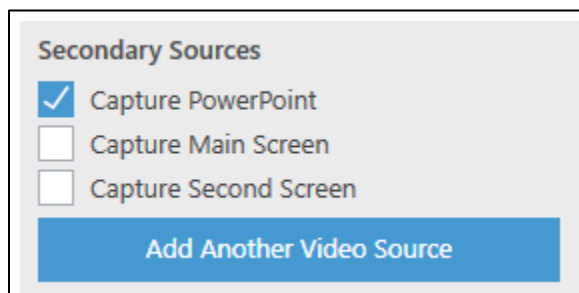 Secondary Sources
Capture PowerPoint
Capture Main Screen
Capture Second Screen
Add Another Video Source